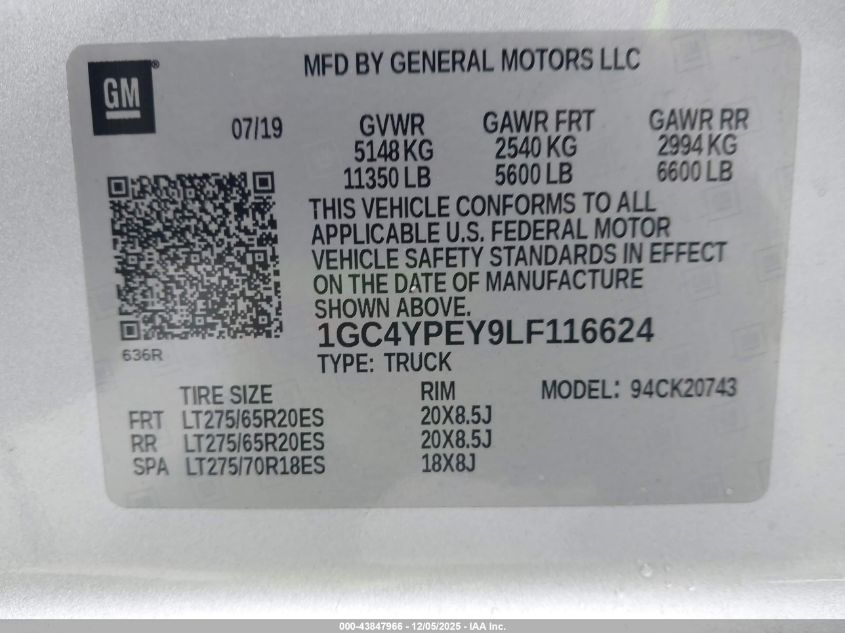 MFD BY GENERAL MOTORS LLC
GM®
07/19 GVWR GAWR FRT GAWR RR
5148 KG 2540 KG 2994 KG
11350 LB 5600 LB 6600 LB
THIS VEHICLE CONFORMS TO ALL
APPLICABLE U.S. FEDERAL MOTOR
VEHICLE SAFETY STANDARDS IN EFFECT
ON THE DATE OF MANUFACTURE
SHOWN ABOVE.
1GC4YPEY9LF116624
636R
TYPE: TRUCK
TIRE SIZE RIM MODEL: 94CK20743
FRT LT275/65R20ES 20X8.5J
RR LT275/65R20ES 20X8.5J
SPA LT275/70R18ES 18X8J
000-43847966 - 12/05/2025 - IAA Inc.